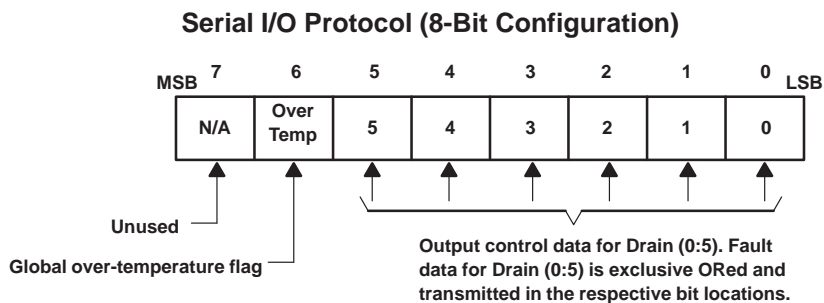 Serial I/O Protocol (8-Bit Configuration)
MSB 7 6 5 4 3 2 1 0 LSB
N/A Over Temp 5 4 3 2 1 0
Unused
Global over-temperature flag
Output control data for Drain (0:5). Fault
data for Drain (0:5) is exclusive ORed and
transmitted in the respective bit locations.